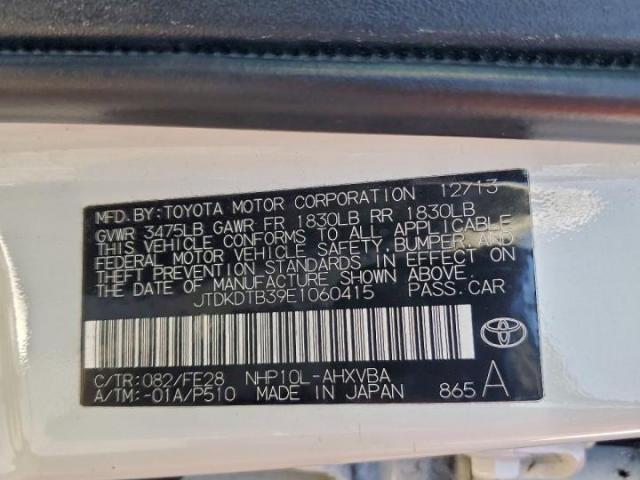 MFD. BY: TOYOTA MOTOR CORPORATION 12/13
GVWR 3475LB GAWR FR 1830LB RR 1830LB
THIS VEHICLE CONFORMS TO ALL APPLICABLE
FEDERAL MOTOR VEHICLE SAFETY, BUMPER, AND
THEFT PREVENTION STANDARDS IN EFFECT ON
THE DATE OF MANUFACTURE SHOWN ABOVE.
JTDKDTB39E1060415 PASS. CAR
C/TR: 082/FE28 NHP10L-AHXVBA
A/TM: -01A/P510 MADE IN JAPAN 865 A